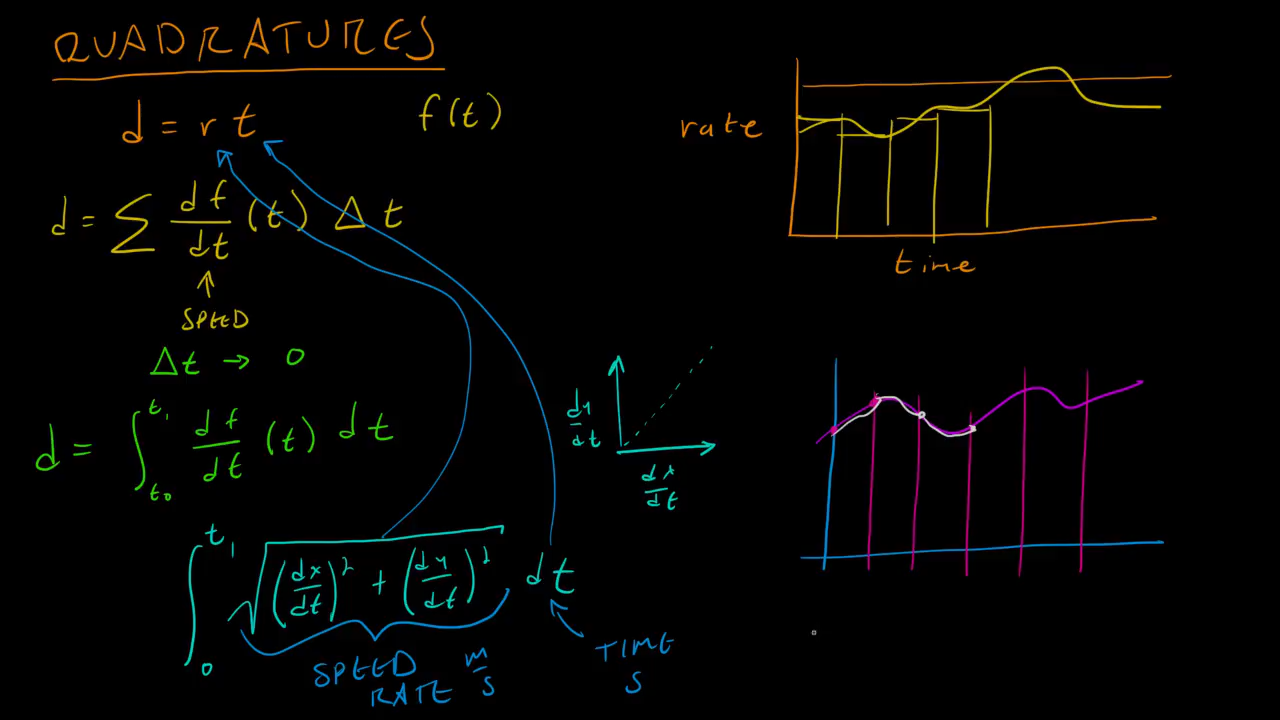 QUADRATURES
d = r t
f(t)
d = Σ df/dt (t) Δt
↑
SPEED
Δt → 0
d = ∫ t₀ t₁ df/dt (t) dt
∫ 0 t₁ √((dx/dt)² + (dy/dt)²) dt
SPEED
RATE m/s
TIME
s
rate
time
dy/dt
dx/dt